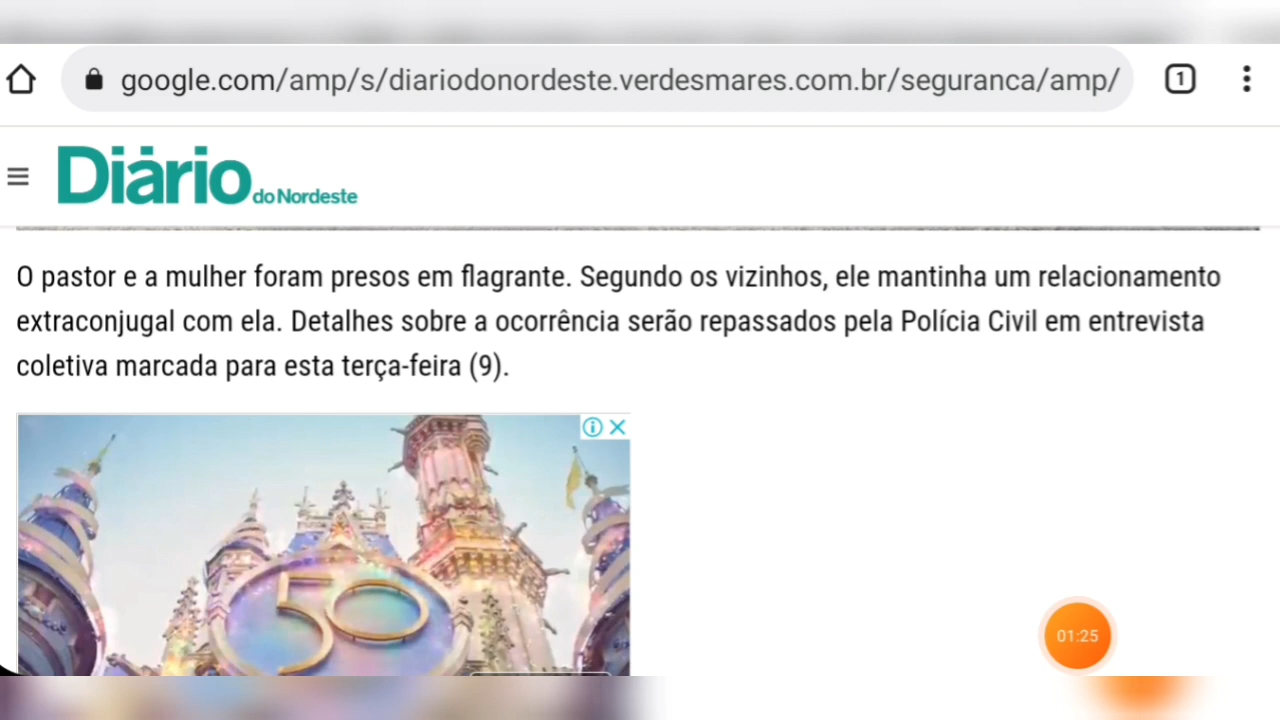 google.com/amp/s/diariodonordeste.verdesmares.com.br/seguranca/amp/
1
Diário do Nordeste
O pastor e a mulher foram presos em flagrante. Segundo os vizinhos, ele mantinha um relacionamento
extraconjugal com ela. Detalhes sobre a ocorrência serão repassados pela Polícia Civil em entrevista
coletiva marcada para esta terça-feira (9).
50
01:25